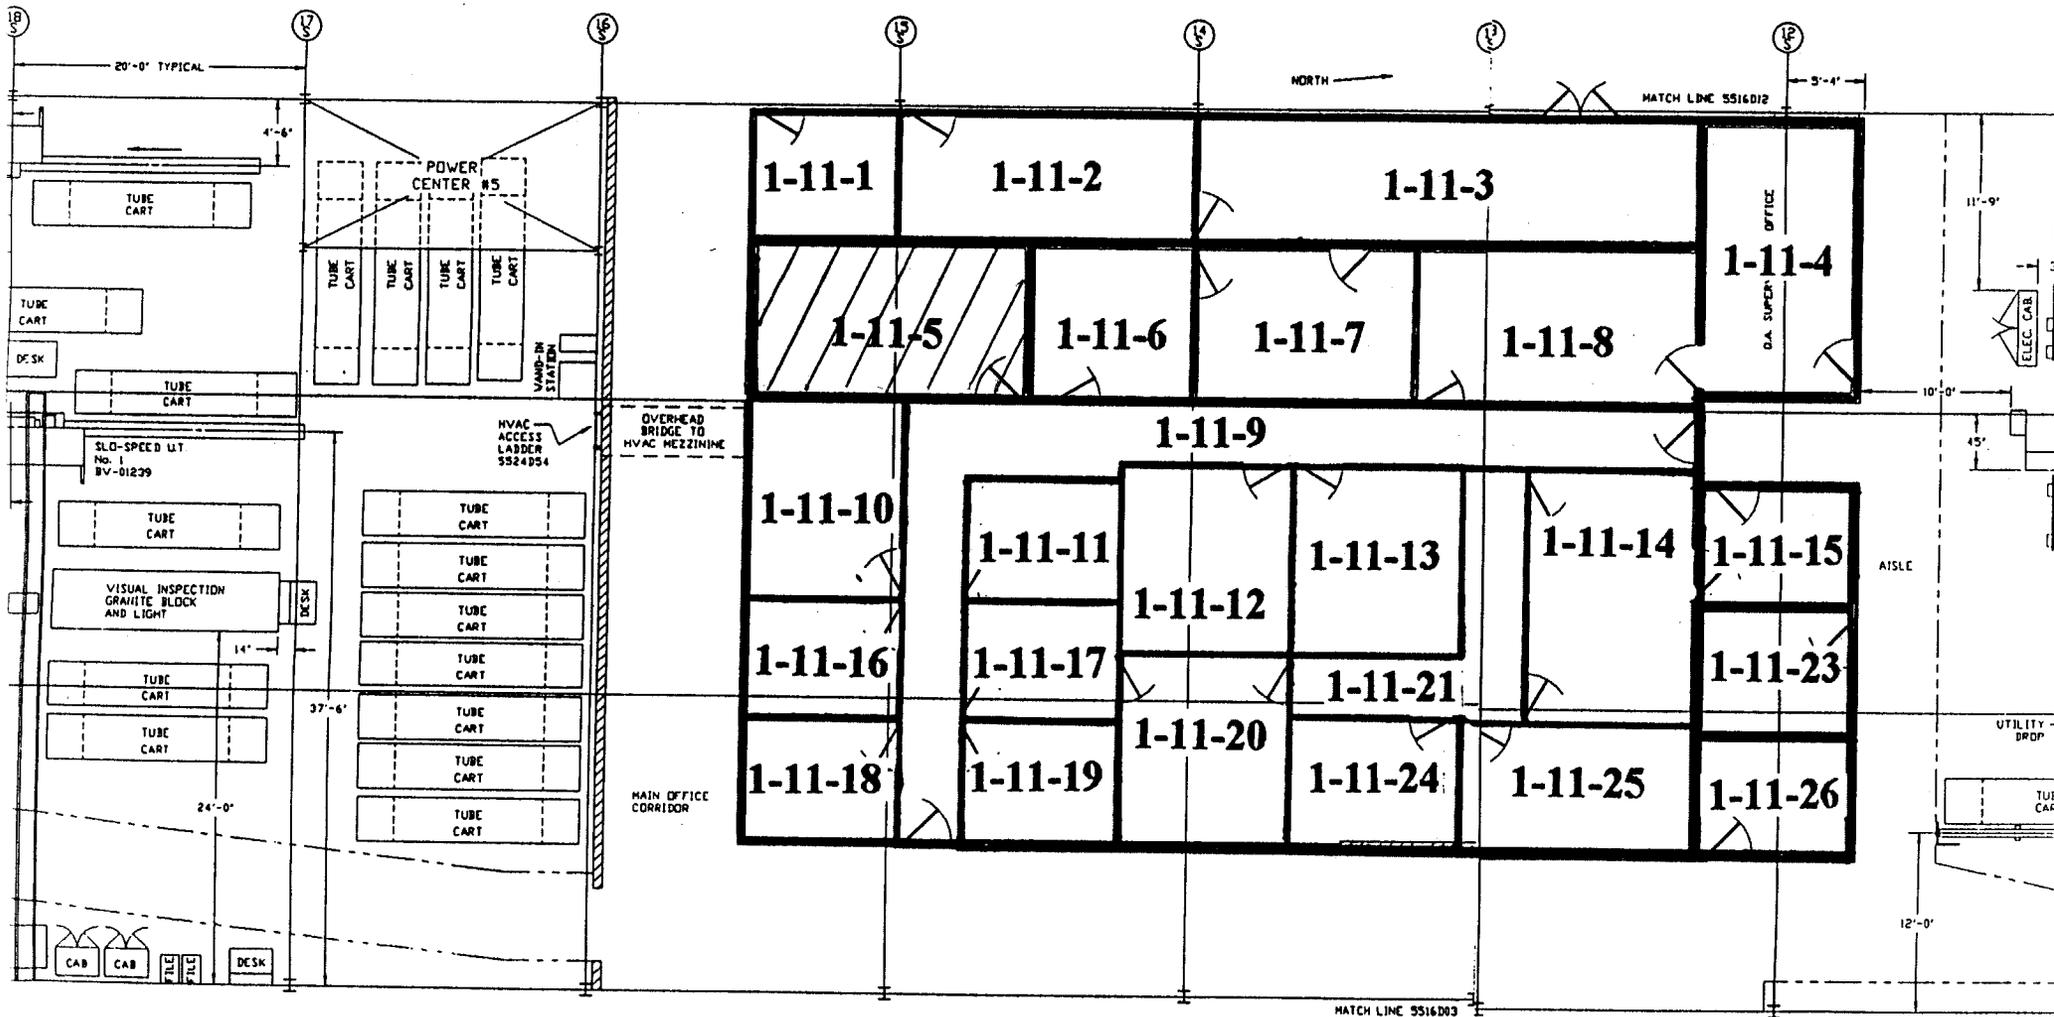 18
S
17
S
16
S
15
S
14
S
13
S
12
S
20'-0" TYPICAL
NORTH
5'-4"
MATCH LINE 5516D12
4'-6"
POWER
CENTER #5
TUBE
CART
1-11-1
1-11-2
1-11-3
1-11-4
D.A. SUPERV OFFICE
11'-9"
TUBE
CART
TUBE
CART
TUBE
CART
TUBE
CART
TUBE
CART
DESK
VAND-IN
STATION
1-11-5
1-11-6
1-11-7
1-11-8
ELEC. CAB.
TUBE
CART
10'-0"
HVAC
ACCESS
LADDER
5524D54
OVERHEAD
BRIDGE TO
HVAC MEZZININE
1-11-9
45"
SLO-SPEED U.T.
No. 1
BV-01239
TUBE
CART
TUBE
CART
TUBE
CART
TUBE
CART
TUBE
CART
TUBE
CART
TUBE
CART
TUBE
CART
1-11-10
1-11-11
1-11-12
1-11-13
1-11-14
1-11-15
AISLE
VISUAL INSPECTION
GRANITE BLOCK
AND LIGHT
DESK
14"
1-11-16
1-11-17
1-11-21
1-11-23
TUBE
CART
TUBE
CART
37'-6"
1-11-20
UTILITY
DROP
1-11-18
1-11-19
1-11-24
1-11-25
1-11-26
24'-0"
MAIN OFFICE
CORRIDOR
12'-0"
CAB
CAB
FILE
FILE
DESK
MATCH LINE 5516D03